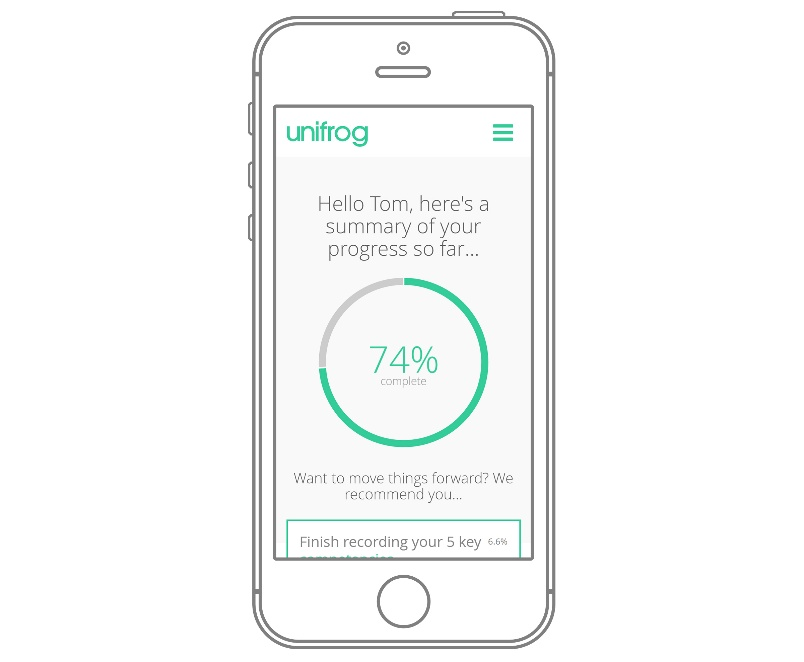 unifrog
Hello Tom, here's a
summary of your
progress so far...
74%
complete
Want to move things forward? We
recommend you...
Finish recording your 5 key 6.6%